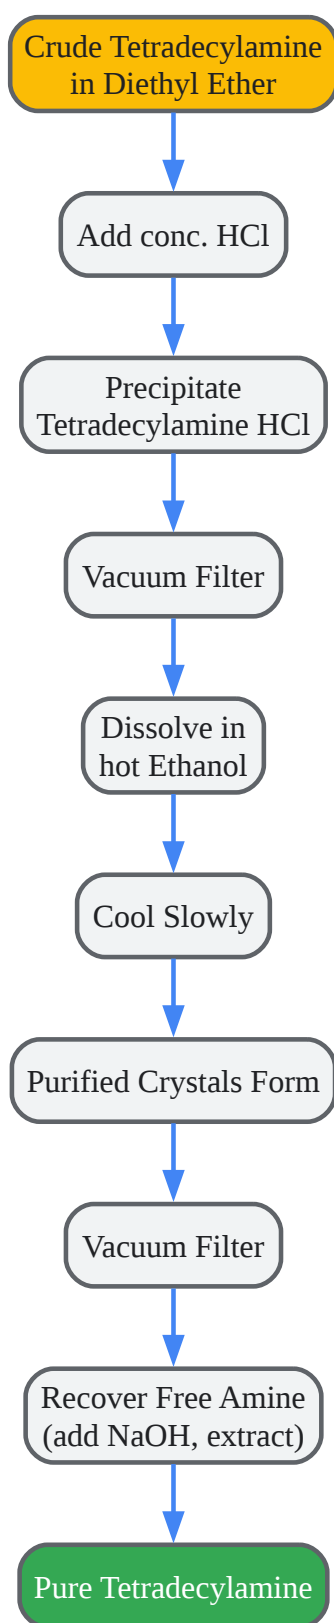 Crude Tetradecylamine
in Diethyl Ether
Add conc. HCl
Precipitate
Tetradecylamine HCl
Vacuum Filter
Dissolve in
hot Ethanol
Cool Slowly
Purified Crystals Form
Vacuum Filter
Recover Free Amine
(add NaOH, extract)
Pure Tetradecylamine